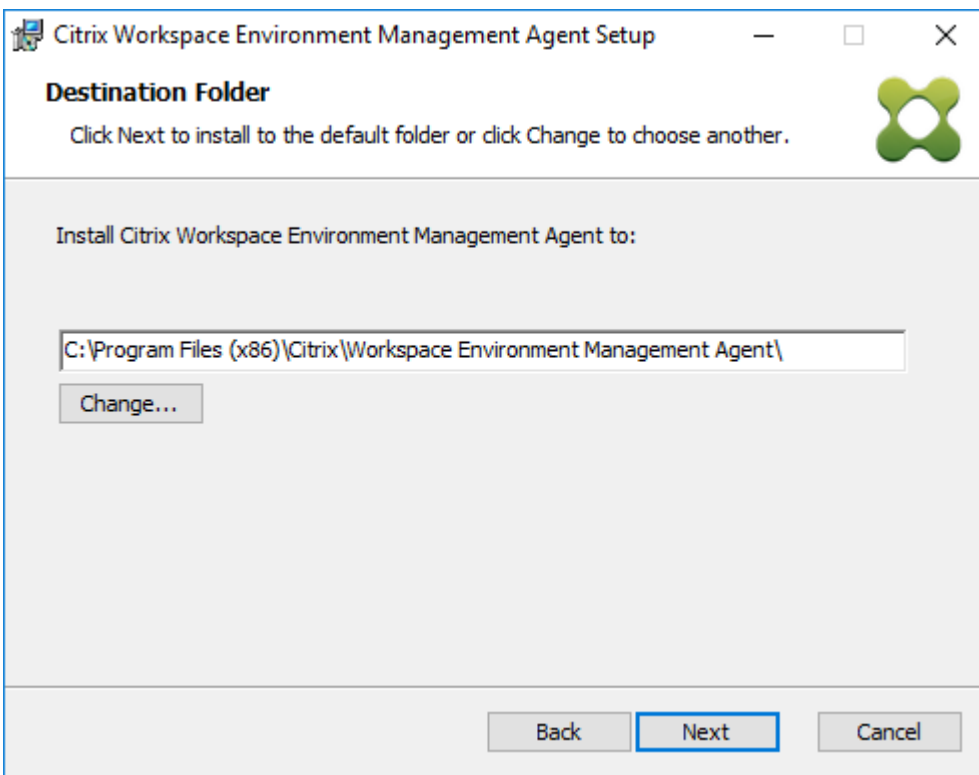 Citrix Workspace Environment Management Agent Setup
Destination Folder
Click Next to install to the default folder or click Change to choose another.
Install Citrix Workspace Environment Management Agent to:
C:\Program Files (x86)\Citrix\Workspace Environment Management Agent\
Change...
Back Next Cancel